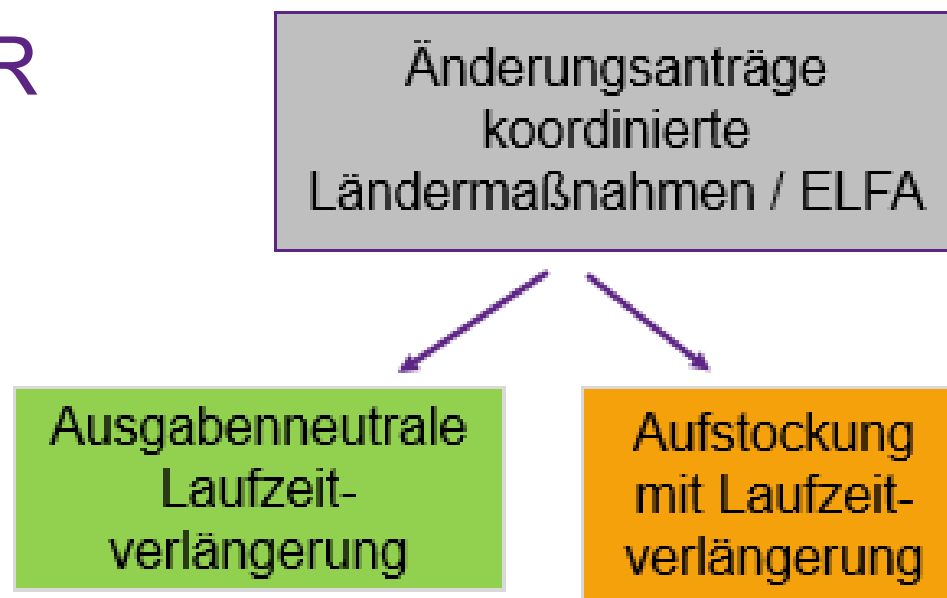 R
Änderungsanträge
koordinierte
Ländermaßnahmen / ELFA
Ausgabenneutrale
Laufzeit-
verlängerung
Aufstockung
mit Laufzeit-
verlängerung